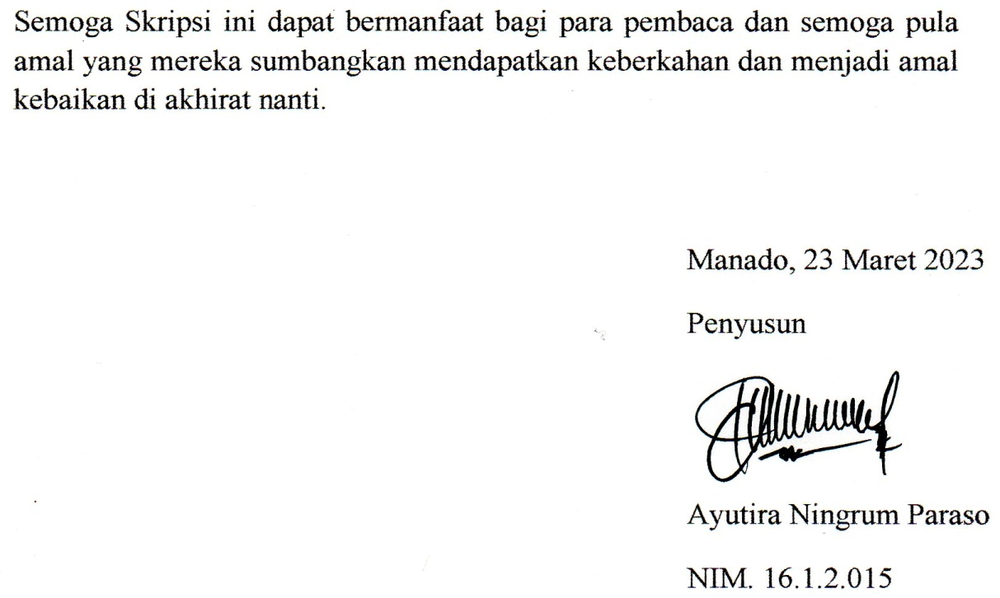 Semoga Skripsi ini dapat bermanfaat bagi para pembaca dan semoga pula
amal yang mereka sumbangkan mendapatkan keberkahan dan menjadi amal
kebaikan di akhirat nanti.
Manado, 23 Maret 2023
Penyusun
Ayutira Ningrum Paraso
NIM. 16.1.2.015